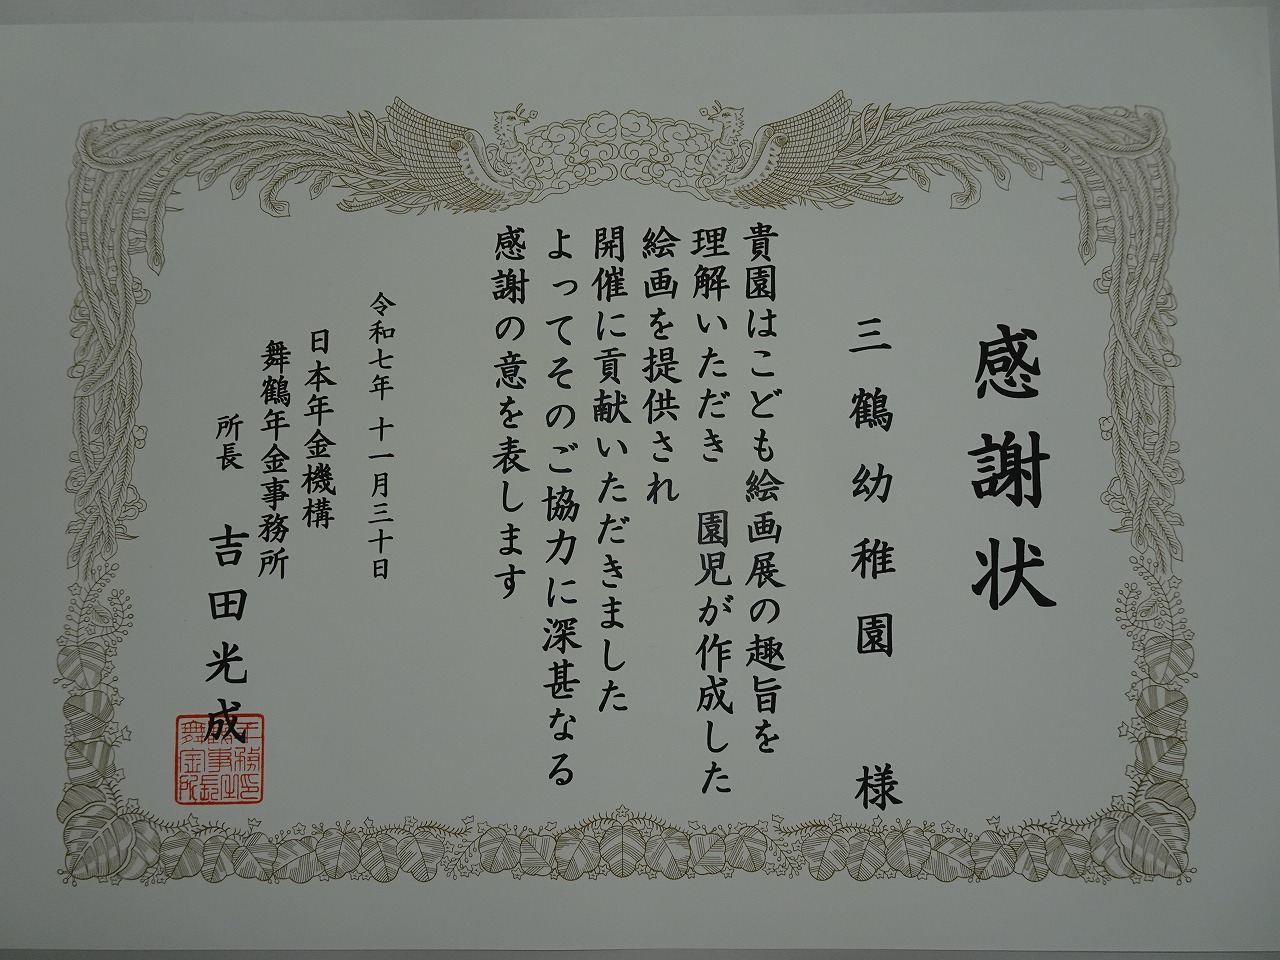 感謝状
三鶴幼稚園 様
貴園はこども絵画展の趣旨を
理解いただき 園児が作成した
絵画を提供され
開催に貢献いただきました
よってそのご協力に深甚なる
感謝の意を表します
令和七年 十一月三十日
日本年金機構
舞鶴年金事務所
所長 吉田光成